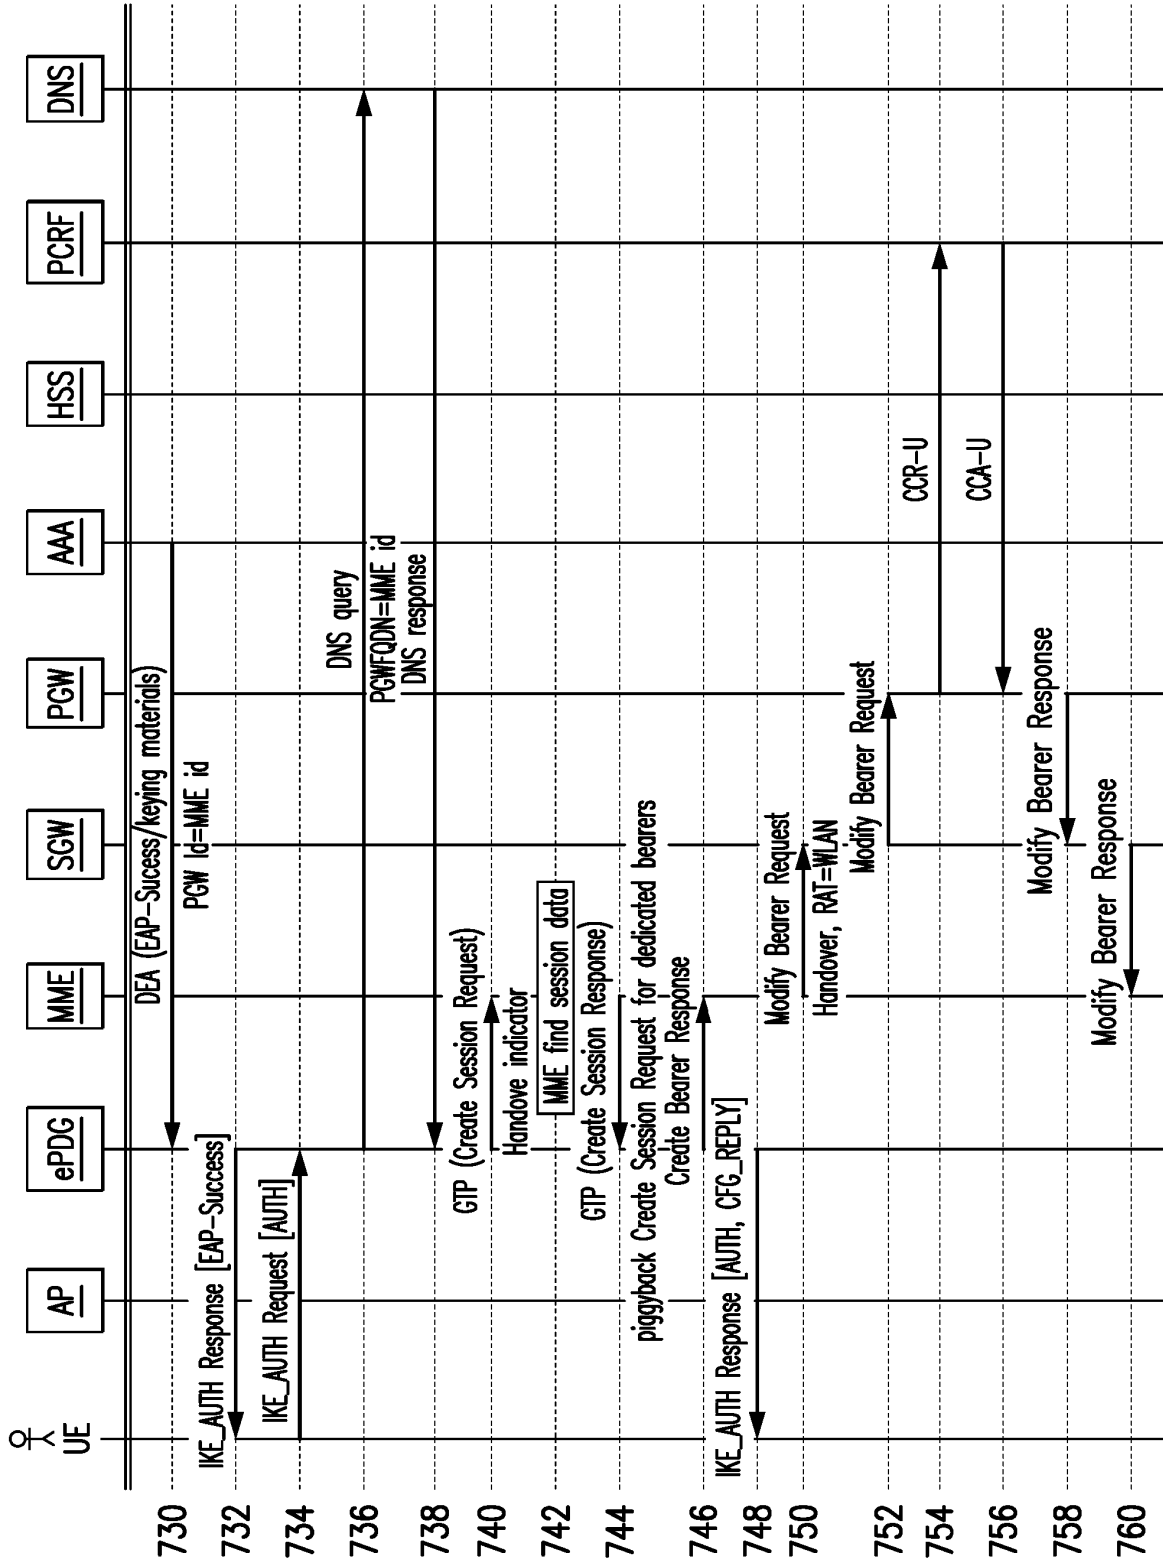 UE
AP
ePDG
MME
SGW
PGW
AAA
HSS
PCRF
DNS
730
DEA (EAP-Sucess/keying materials)
PGW Id=MME id
732
IKE_AUTH Response [EAP-Success]
734
IKE_AUTH Request [AUTH]
736
DNS query
PGWFQDN=MME id
738
DNS response
740
GTP (Create Session Request)
Handove indicator
742
MME find session data
744
GTP (Create Session Response)
piggyback Create Session Request for dedicated bearers
746
Create Bearer Response
748
IKE_AUTH Response [AUTH, CFG_REPLY]
750
Modify Bearer Request
Handover, RAT=WLAN
752
Modify Bearer Request
754
CCR-U
756
CCA-U
758
Modify Bearer Response
760
Modify Bearer Response